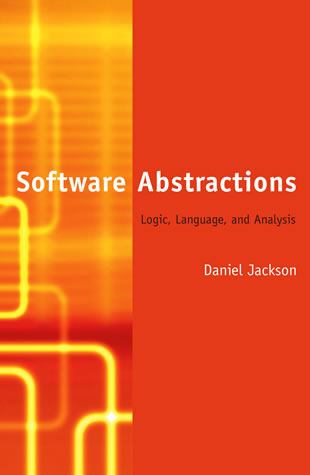 Software Abstractions
Logic, Language, and Analysis
Daniel Jackson